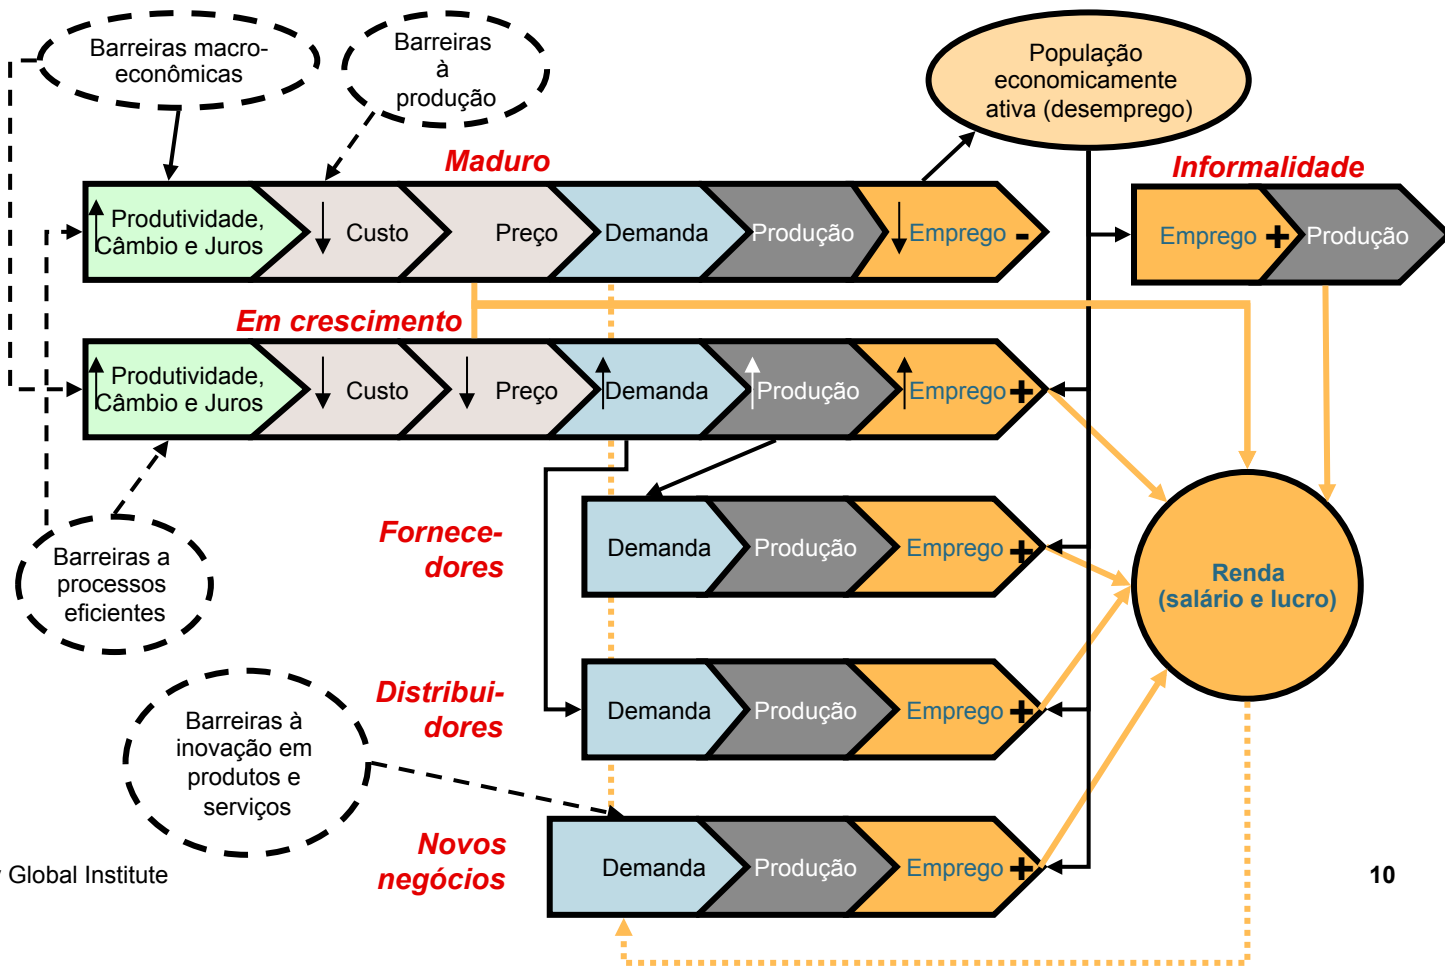 Barreiras macro-
econômicas
Barreiras
à
produção
População
economicamente
ativa (desemprego)
Maduro
Informalidade
Produtividade,
Câmbio e Juros
Custo
Preço
Demanda
Produção
Emprego -
Emprego +
Produção
Em crescimento
Produtividade,
Câmbio e Juros
Custo
Preço
Demanda
Produção
Emprego +
Fornece-
dores
Demanda
Produção
Emprego +
Barreiras a
processos
eficientes
Renda
(salário e lucro)
Distribui-
dores
Demanda
Produção
Emprego +
Barreiras à
inovação em
produtos e
serviços
Novos
negócios
Demanda
Produção
Emprego +
Global Institute
10